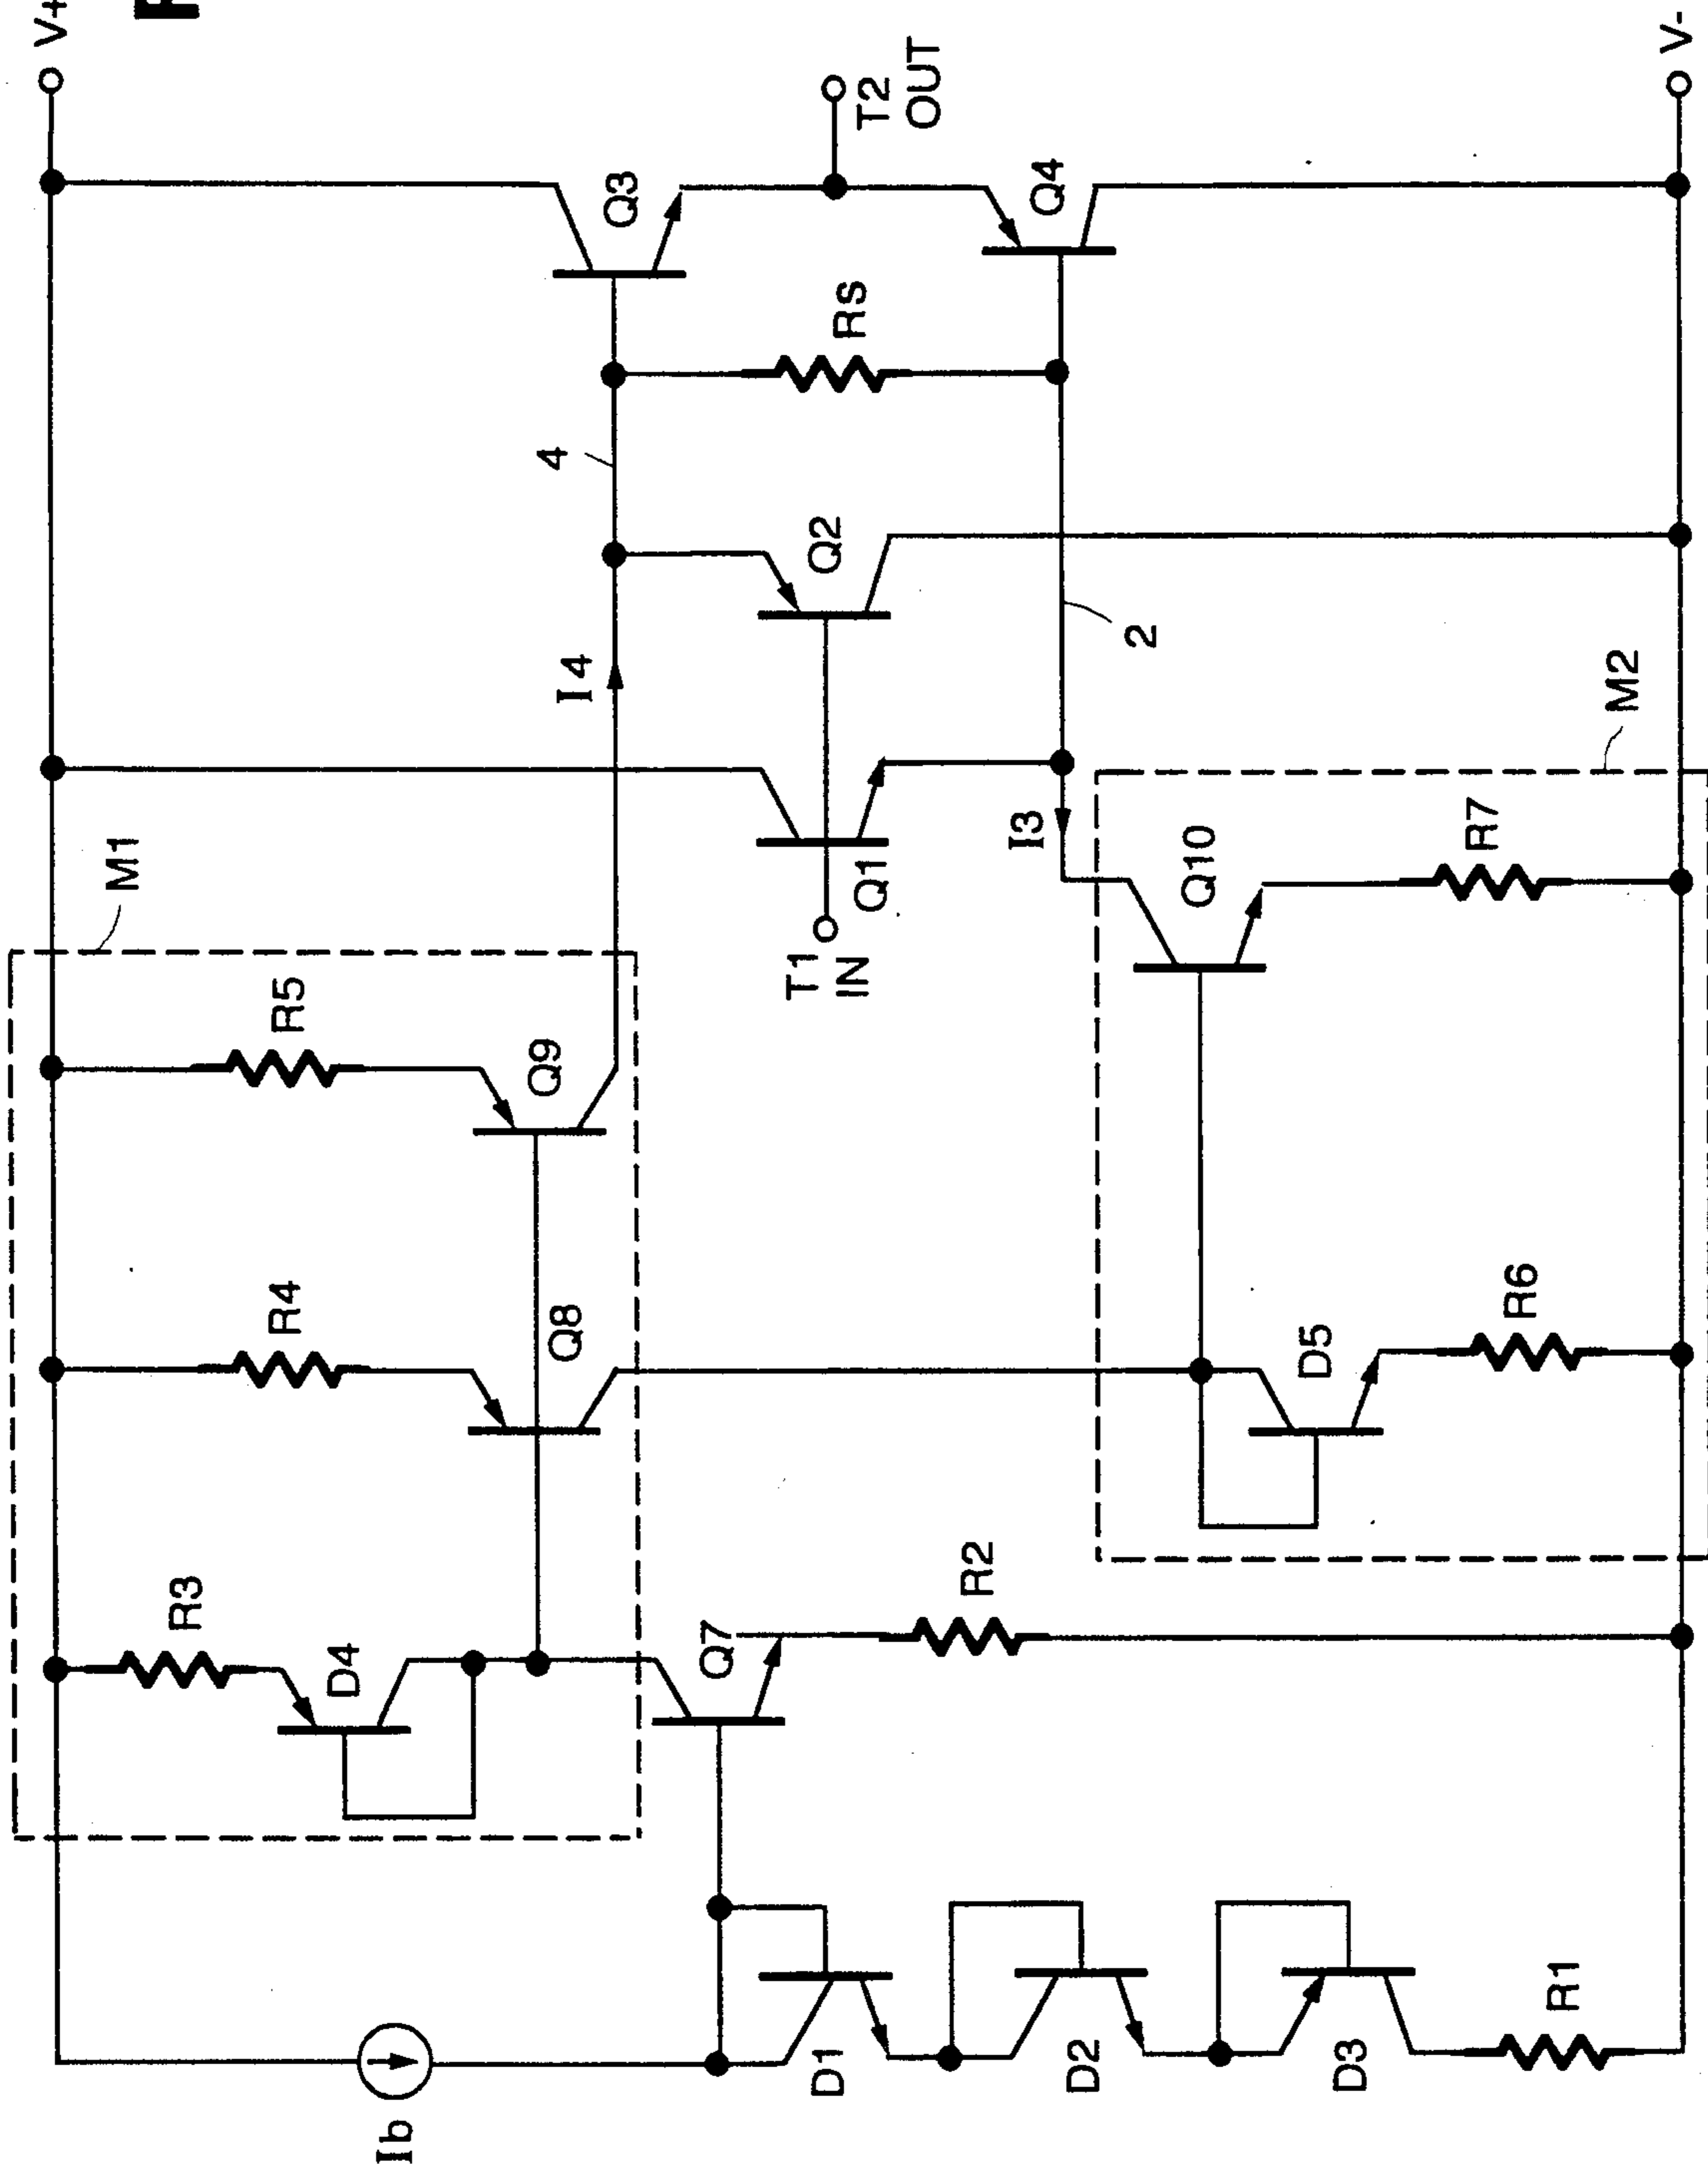 V+
M1
R5
R4
R3
Q9
Q8
D4
I4
4
Q3
T2
OUT
Q2
Rs
Q4
T1
IN
Q1
I3
2
M2
Q10
R7
D5
R6
Q7
R2
Ib
D1
D2
D3
R1
V-